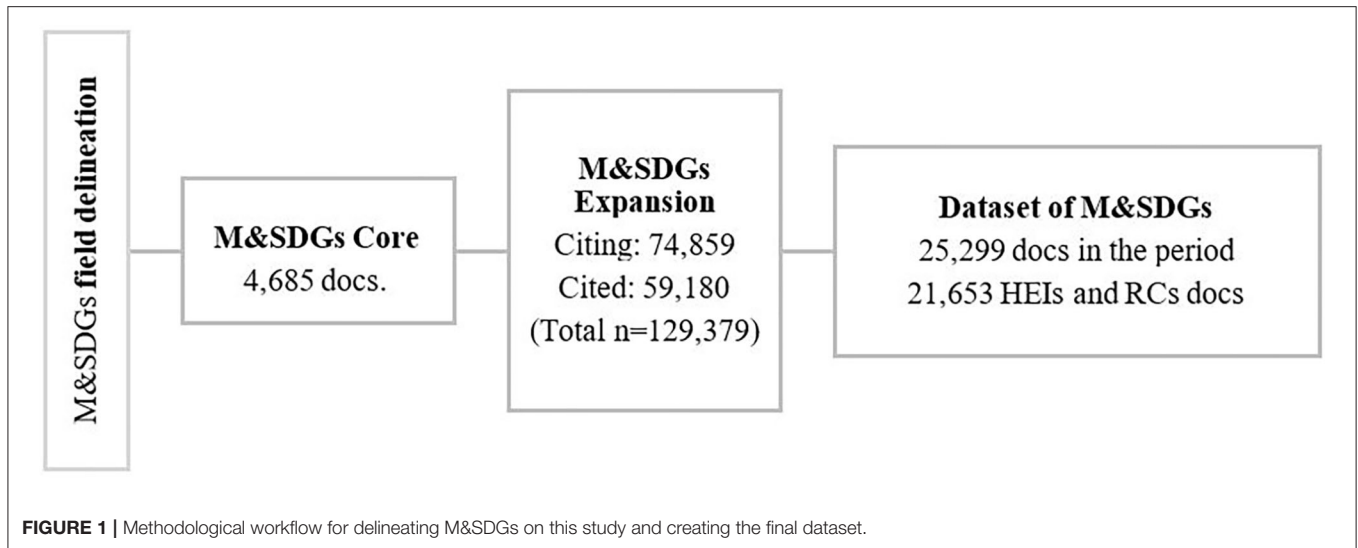 M&SDGs field delineation
M&SDGs Core
4,685 docs.
M&SDGs
Expansion
Citing: 74,859
Cited: 59,180
(Total n=129,379)
Dataset of M&SDGs
25,299 docs in the period
21,653 HEIs and RCs docs
FIGURE 1 | Methodological workflow for delineating M&SDGs on this study and creating the final dataset.